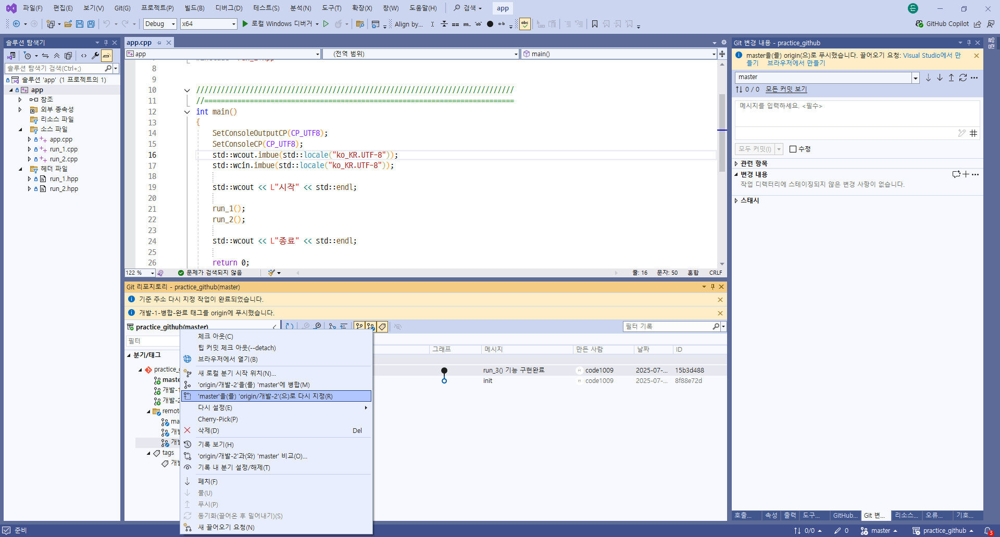 파일(F) 편집(E) 보기(V) Git(G) 프로젝트(P) 빌드(B) 디버그(D) 테스트(S) 분석(N) 도구(T) 확장(X) 창(W) 도움말(H) 검색 app
Debug x64 로컬 Windows 디버거 Align by... GitHub Copilot
솔루션 탐색기
솔루션 탐색기 검색(Ctrl+;)
솔루션 'app' (1 프로젝트의 1)
app
참조
외부 종속성
리소스 파일
소스 파일
app.cpp
run_1.cpp
run_2.cpp
헤더 파일
run_1.hpp
run_2.hpp
app.cpp
app (전역 범위) main()
8
9
10 //////////////////////////////////////////////////////////////////////////////
11 //============================================================================
12 int main()
13 {
14 SetConsoleOutputCP(CP_UTF8);
15 SetConsoleCP(CP_UTF8);
16 std::wcout.imbue(std::locale("ko_KR.UTF-8"));
17 std::wcin.imbue(std::locale("ko_KR.UTF-8"));
18
19 std::wcout << L"시작" << std::endl;
20
21 run_1();
22 run_2();
23
24 std::wcout << L"종료" << std::endl;
25
26 return 0;
122 % 문제가 검색되지 않음 줄: 16 문자: 50 혼합 CRLF
Git 리포지토리 - practice_github(master)
기준 주소 다시 지정 작업이 완료되었습니다.
개발-1-병합-완료 태그를 origin에 푸시했습니다.
practice_github(master)
필터 기록
필터
분기/태그
그래프 메시지 만든 사람 날짜 ID
run_3() 기능 구현완료 code1009 2025-07-... 15b3d488
init code1009 2025-07-... 8f88e72d
tags
체크 아웃(C)
팁 커밋 체크 아웃(--detach)
브라우저에서 열기(B)
새 로컬 분기 시작 위치(N)...
'origin/개발-2'을(를) 'master'에 병합(M)
'master'을(를) 'origin/개발-2'(으)로 다시 지정(R)
다시 설정(E)
Cherry-Pick(P)
삭제(D) Del
기록 보기(H)
'origin/개발-2'과(와) 'master' 비교(O)...
기록 내 분기 설정/해제(T)
페치(F)
풀(U)
푸시(P)
동기화(끌어온 후 밀어내기)(S)
새 끌어오기 요청(N)
Git 변경 내용 - practice_github
master을(를) origin(으)로 푸시했습니다. 끌어오기 요청: Visual Studio에서 만
들기 브라우저에서 만들기
master
0 / 0 모든 커밋 보기
메시지를 입력하세요. <필수>
모두 커밋(I) 수정
관련 항목
변경 내용
작업 디렉터리에 스테이징되지 않은 변경 사항이 없습니다.
스태시
호출... 속성 출력 도구... GitHub... Git 변... 리소스... 오류... 기호...
알림
준비 0/0 0 master practice_github 3